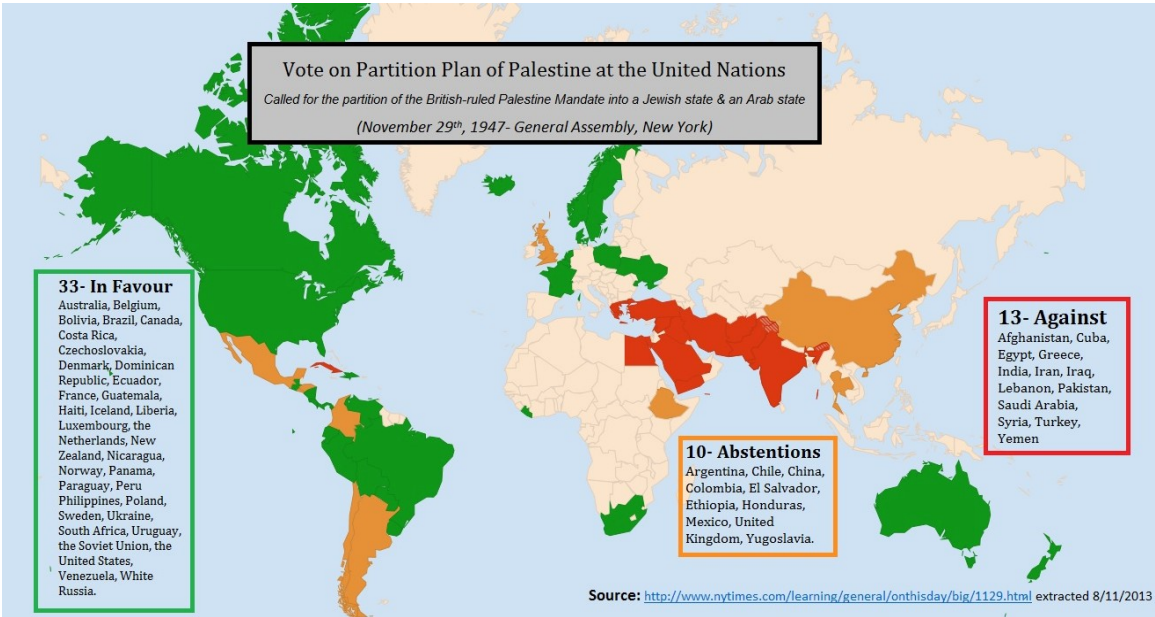 Vote on Partition Plan of Palestine at the United Nations
Called for the partition of the British-ruled Palestine Mandate into a Jewish state & an Arab state
(November 29th, 1947- General Assembly, New York)
33- In Favour
Australia, Belgium,
Bolivia, Brazil, Canada,
Costa Rica,
Czechoslovakia,
Denmark, Dominican
Republic, Ecuador,
France, Guatemala,
Haiti, Iceland, Liberia,
Luxembourg, the
Netherlands, New
Zealand, Nicaragua,
Norway, Panama,
Paraguay, Peru
Philippines, Poland,
Sweden, Ukraine,
South Africa, Uruguay,
the Soviet Union, the
United States,
Venezuela, White
Russia.
10- Abstentions
Argentina, Chile, China,
Colombia, El Salvador,
Ethiopia, Honduras,
Mexico, United
Kingdom, Yugoslavia.
13- Against
Afghanistan, Cuba,
Egypt, Greece,
India, Iran, Iraq,
Lebanon, Pakistan,
Saudi Arabia,
Syria, Turkey,
Yemen
Source: http://www.nytimes.com/learning/general/onthisday/big/1129.html extracted 8/11/2013